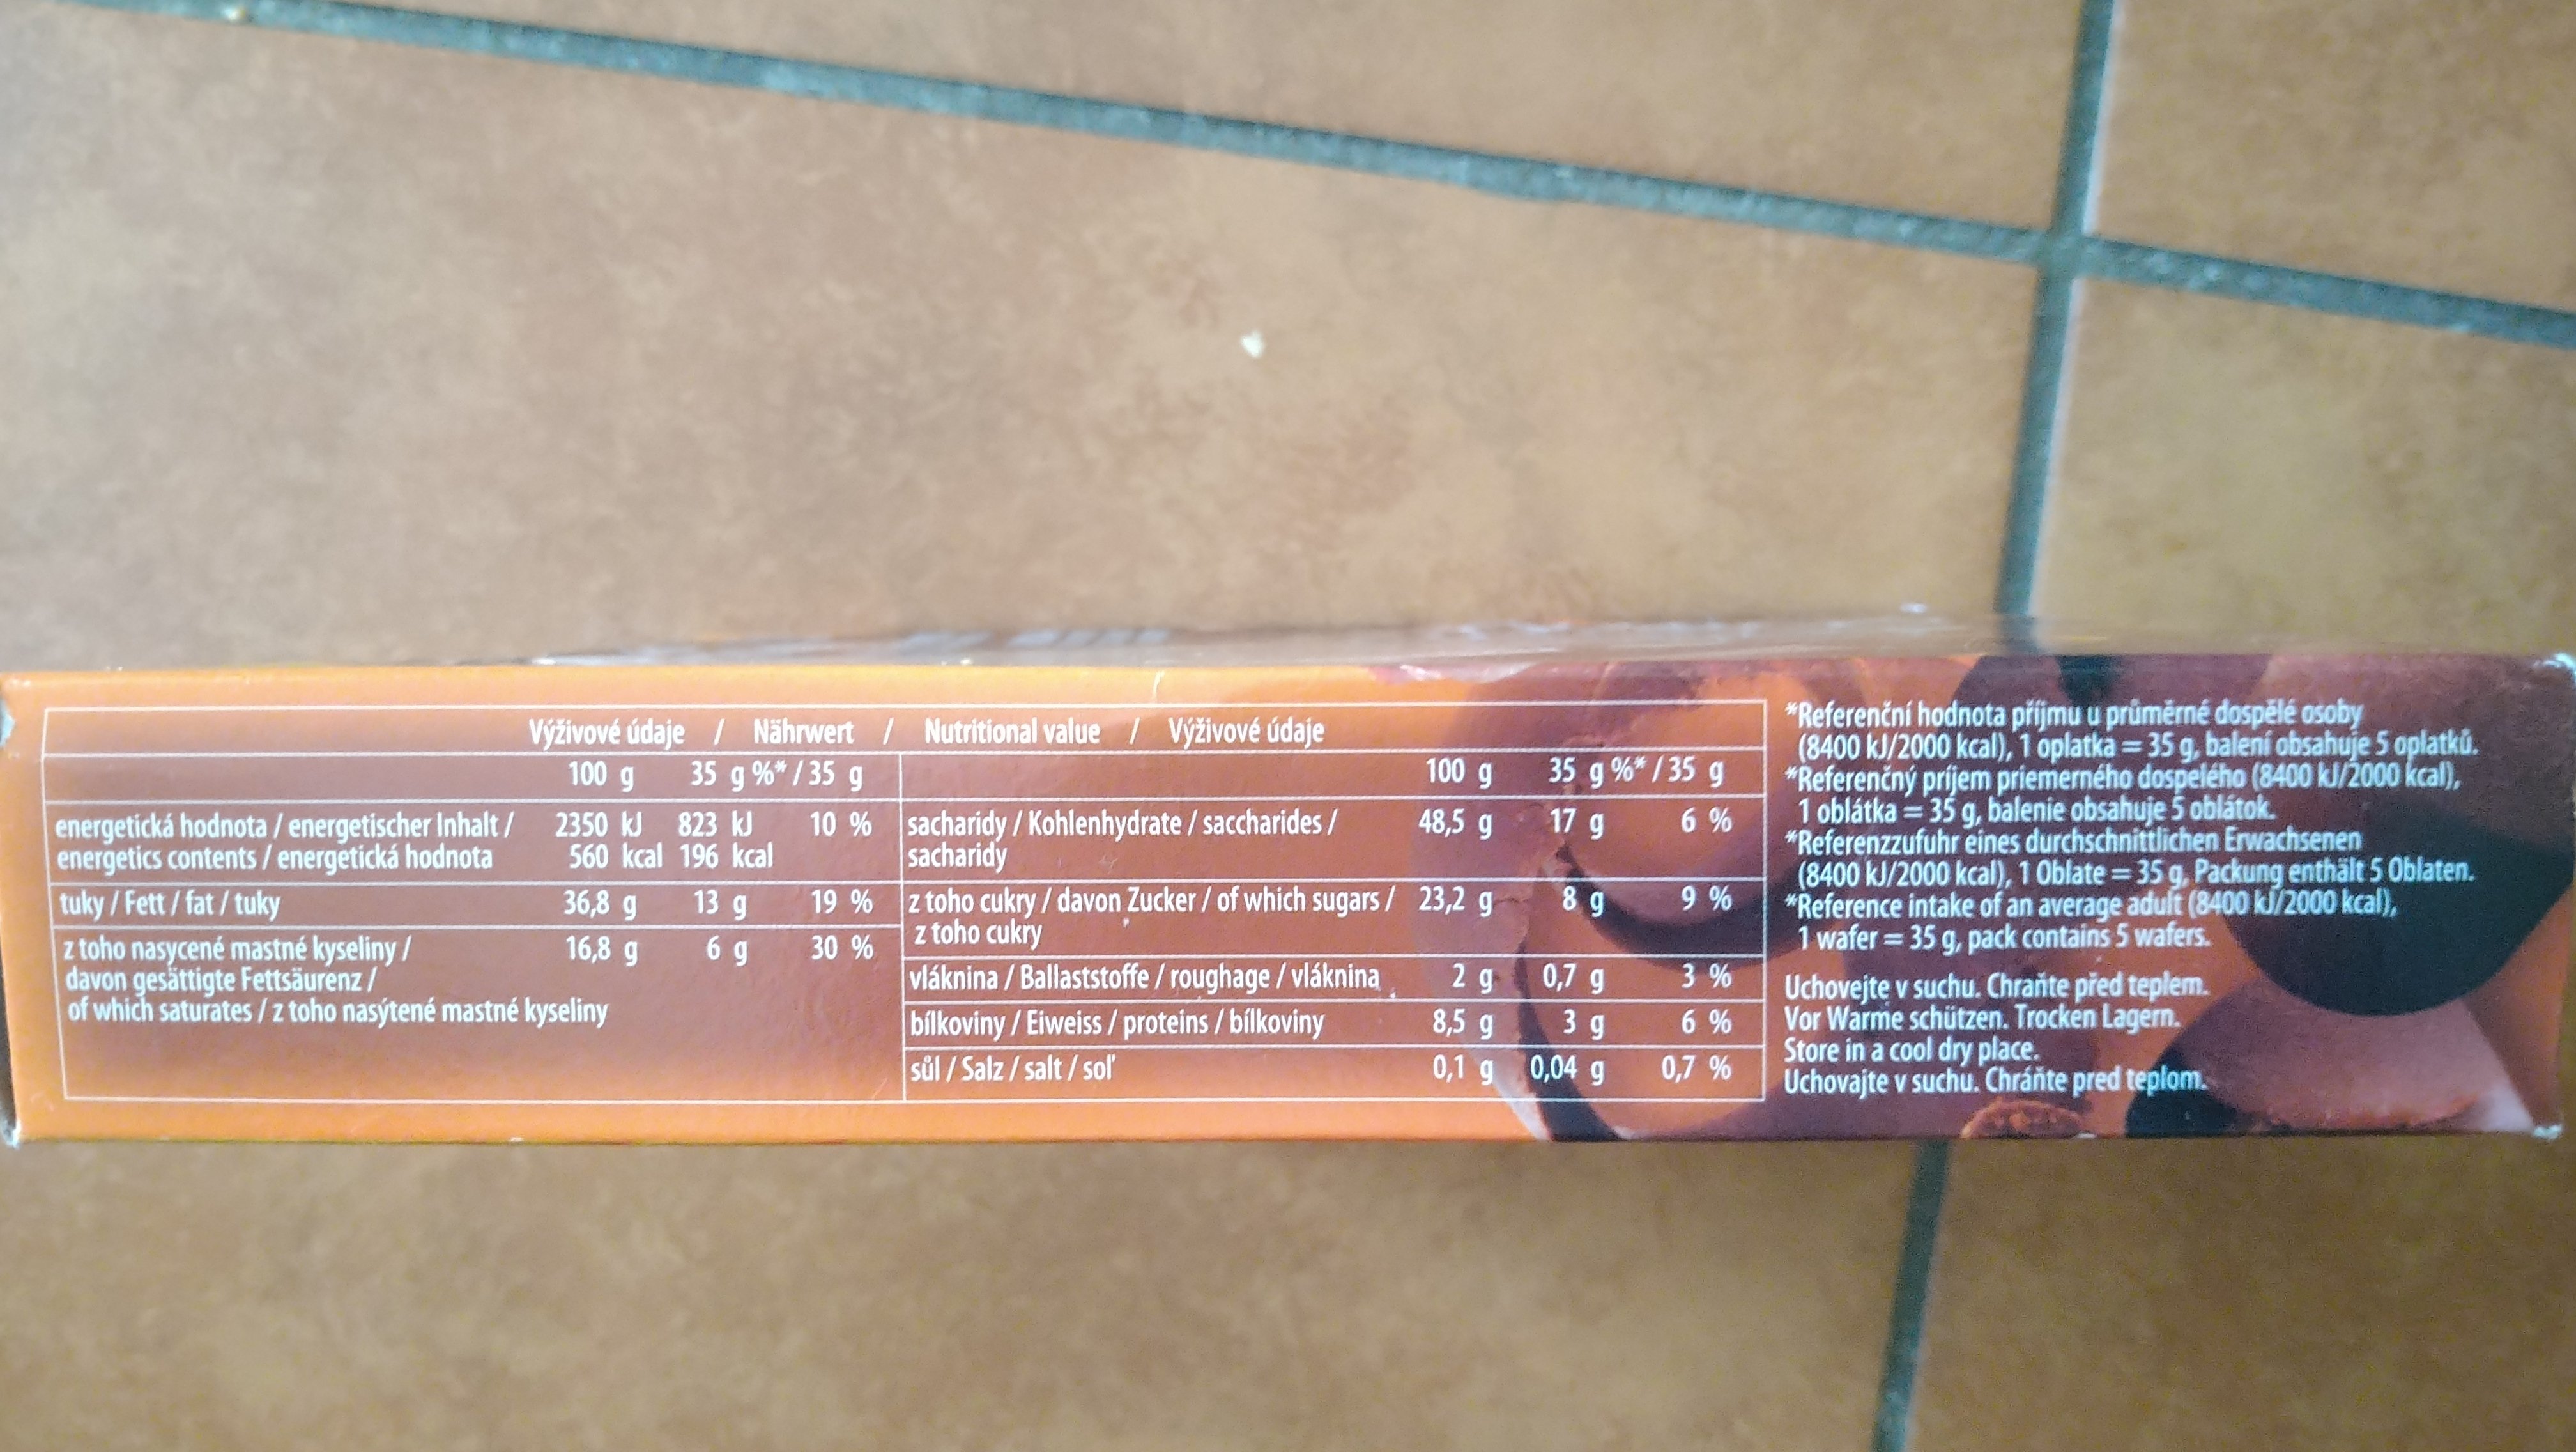 Výživové údaje / Nährwert / Nutritional value / Výživové údaje
100 g 35 g %* / 35 g
energetická hodnota / energetischer Inhalt / 2350 kJ 823 kJ 10 %
energetics contents / energetická hodnota 560 kcal 196 kcal
tuky / Fett / fat / tuky 36,8 g 13 g 19 %
z toho nasycené mastné kyseliny / 16,8 g 6 g 30 %
davon gesättigte Fettsäurenz /
of which saturates / z toho nasýtené mastné kyseliny
100 g 35 g %* / 35 g
sacharidy / Kohlenhydrate / saccharides / 48,5 g 17 g 6 %
sacharidy
z toho cukry / davon Zucker / of which sugars / 23,2 g 8 g 9 %
z toho cukry
vláknina / Ballaststoffe / roughage / vláknina 2 g 0,7 g 3 %
bílkoviny / Eiweiss / proteins / bílkoviny 8,5 g 3 g 6 %
sůl / Salz / salt / soľ 0,1 g 0,04 g 0,7 %
*Referenční hodnota příjmu u průměrné dospělé osoby
(8400 kJ/2000 kcal), 1 oplatka = 35 g, balení obsahuje 5 oplatků.
*Referenčný príjem priemerného dospelého (8400 kJ/2000 kcal),
1 oblátka = 35 g, balenie obsahuje 5 oblátok.
*Referenzzufuhr eines durchschnittlichen Erwachsenen
(8400 kJ/2000 kcal), 1 Oblate = 35 g, Packung enthält 5 Oblaten.
*Reference intake of an average adult (8400 kJ/2000 kcal),
1 wafer = 35 g, pack contains 5 wafers.
Uchovejte v suchu. Chraňte před teplem.
Vor Warme schützen. Trocken Lagern.
Store in a cool dry place.
Uchovajte v suchu. Chráňte pred teplom.